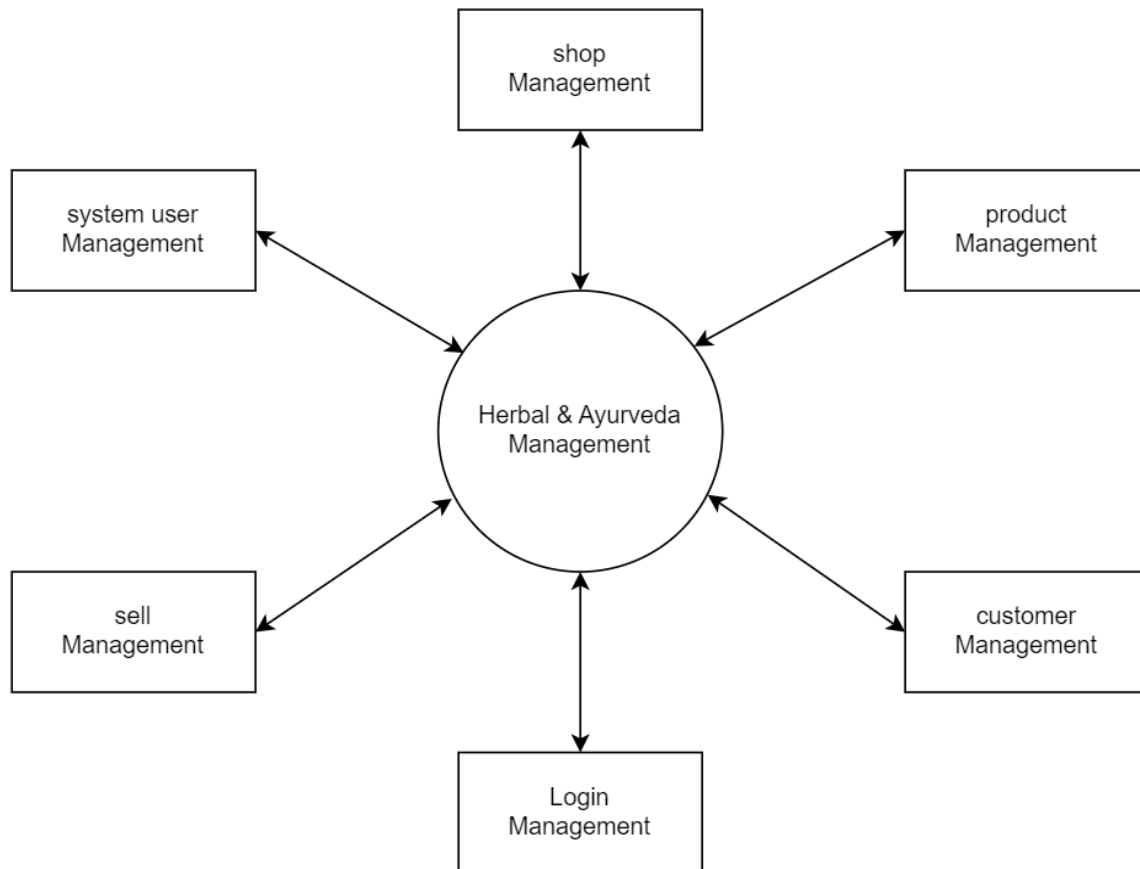 shop
Management
system user
Management
product
Management
Herbal & Ayurveda
Management
sell
Management
customer
Management
Login
Management